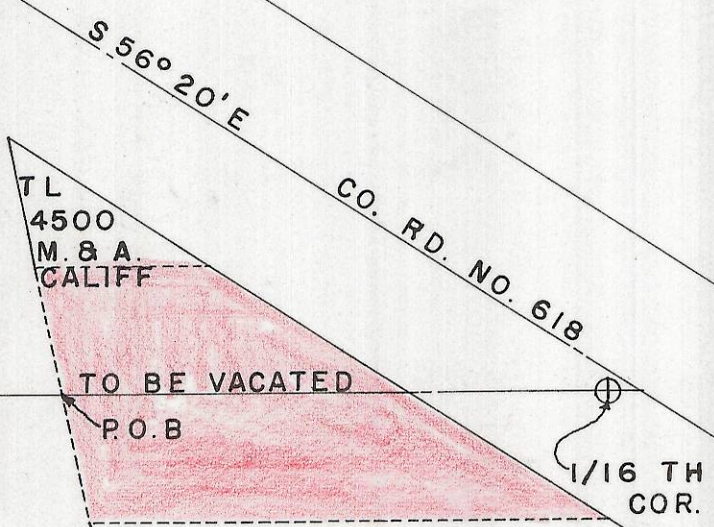 S 56° 20' E
CO. RD. NO. 618
TL
4500
M. & A.
CALIFF
TO BE VACATED
P.O.B
1/16 TH
COR.